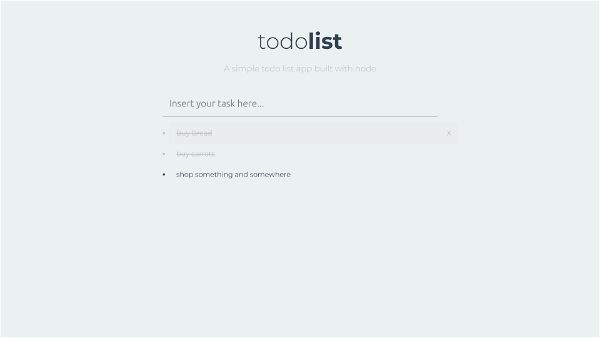 todolist
A simple todo list app built with node
Insert your task here...
Buy Bread x
buy carrots
shop something and somewhere